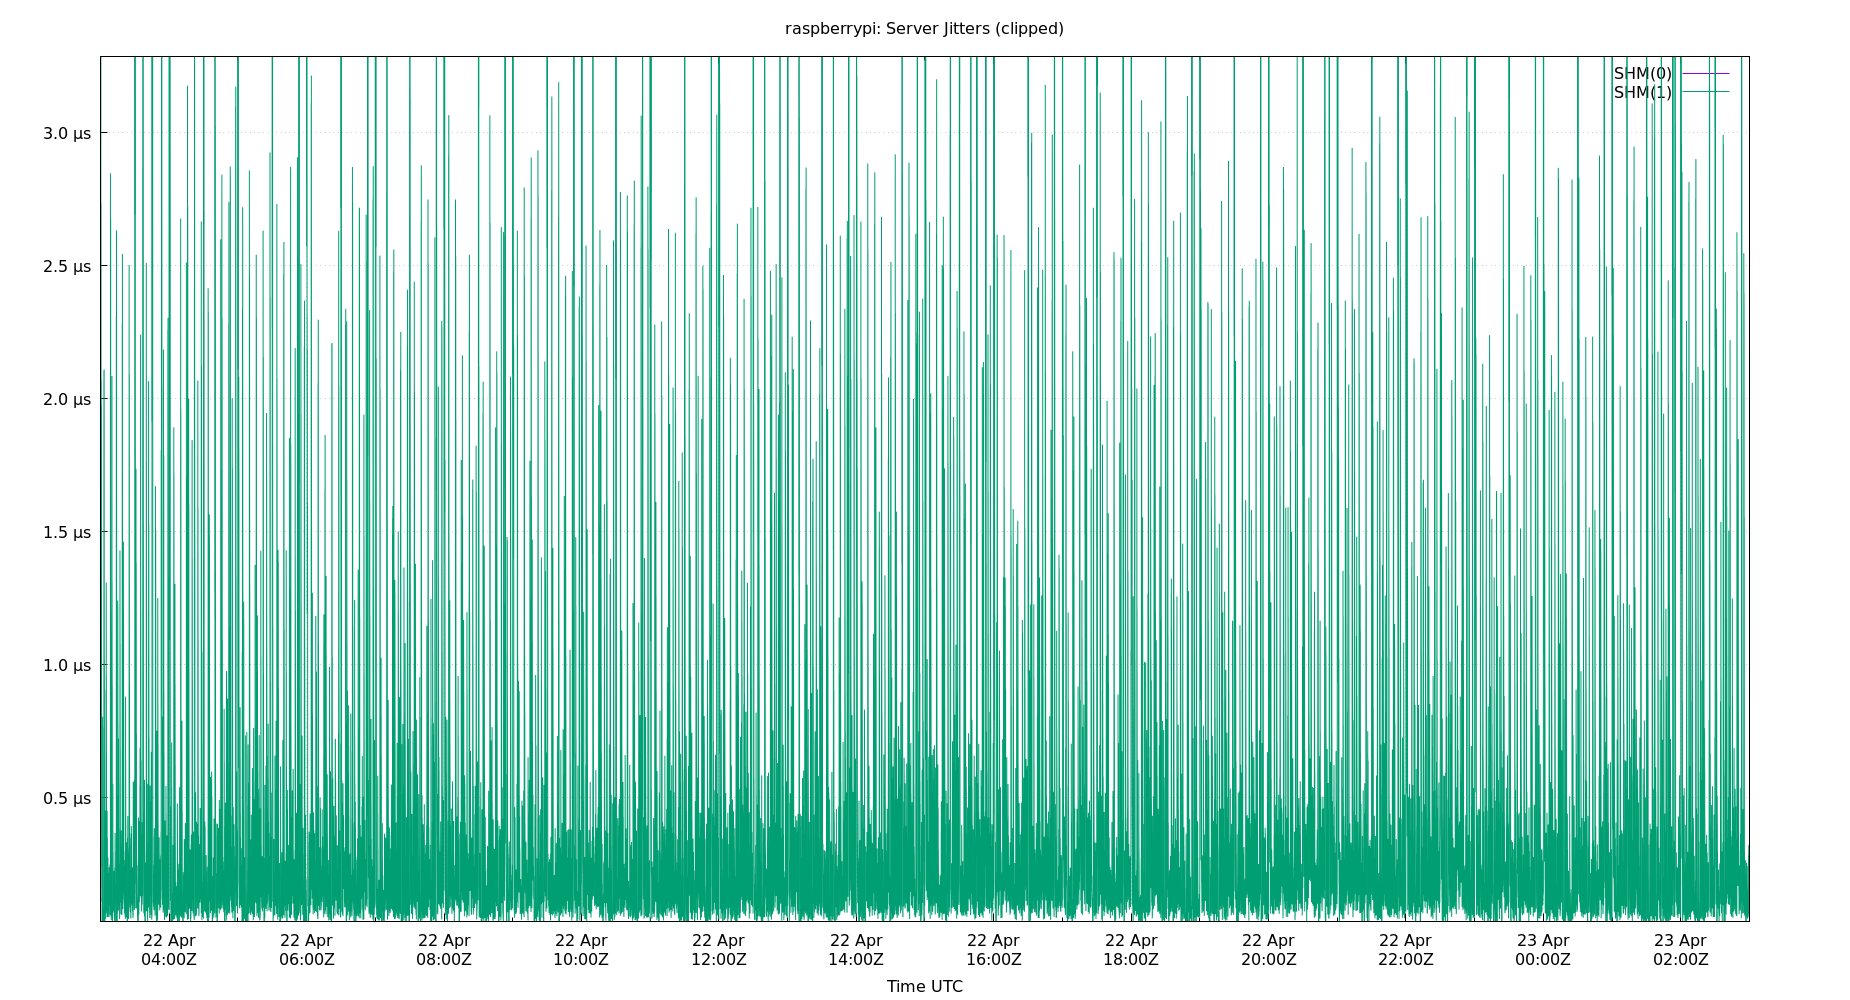 raspberrypi: Server Jitters (clipped)
SHM(0)
SHM(1)
3.0 μs
2.5 μs
2.0 μs
1.5 μs
1.0 μs
0.5 μs
22 Apr 22 Apr 22 Apr 22 Apr 22 Apr 22 Apr 22 Apr 22 Apr 22 Apr 22 Apr 23 Apr 23 Apr
04:00Z 06:00Z 08:00Z 10:00Z 12:00Z 14:00Z 16:00Z 18:00Z 20:00Z 22:00Z 00:00Z 02:00Z
Time UTC